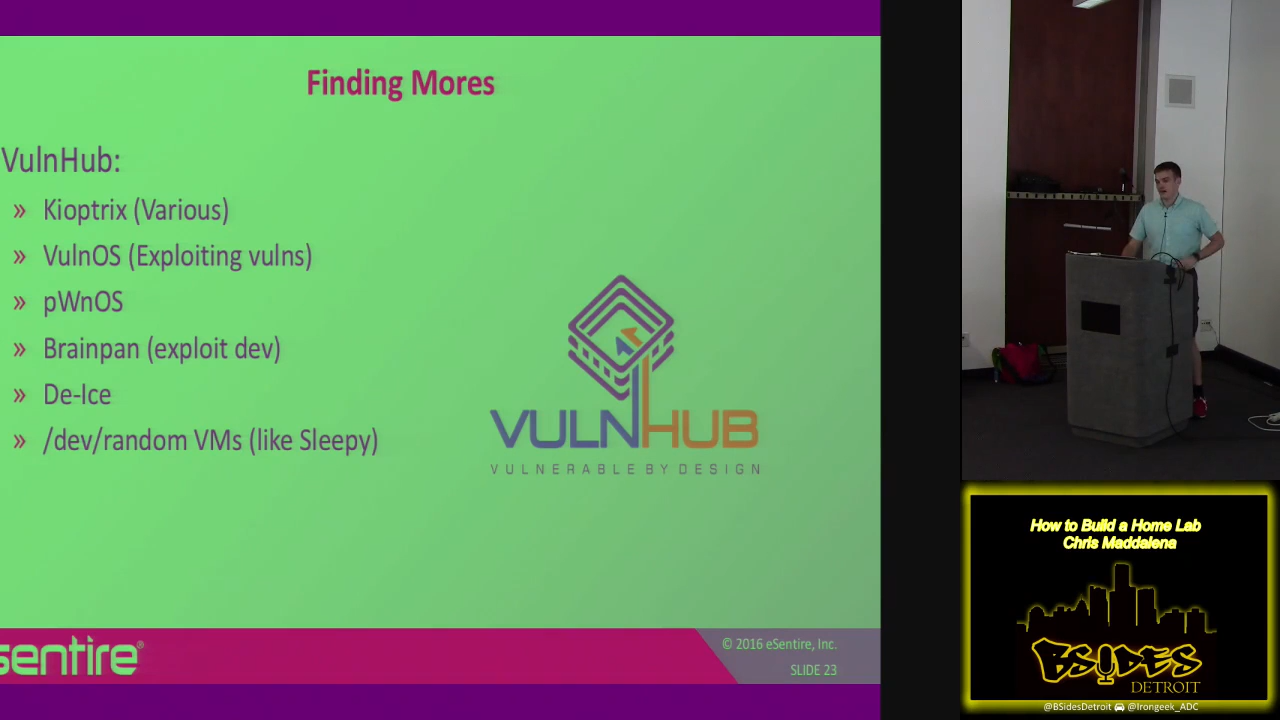 Finding Mores
VulnHub:
» Kioptrix (Various)
» VulnOS (Exploiting vulns)
» pWnOS
» Brainpan (exploit dev)
» De-Ice
» /dev/random VMs (like Sleepy)
VULNHUB
VULNERABLE BY DESIGN
sentire®
© 2016 eSentire, Inc.
SLIDE 23
How to Build a Home Lab
Chris Maddalena
BSIDES
DETROIT
@BSidesDetroit @Irongeek_ADC